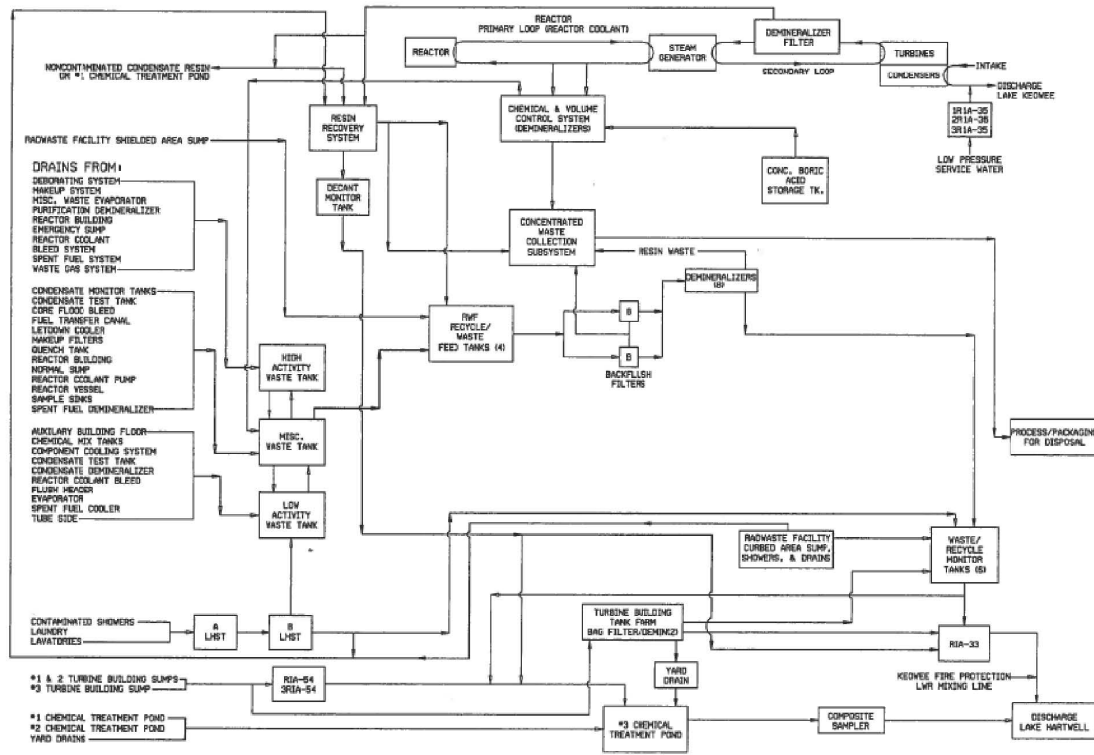 REACTOR
PRIMARY LOOP (REACTOR COOLANT)
REACTOR
STEAM
GENERATOR
DEMINERALIZER
FILTER
TURBINES
CONDENSERS
SECONDARY LOOP
INTAKE
DISCHARGE
LAKE KEOWEE
1RIA-35
2RIA-35
3RIA-35
LOW PRESSURE
SERVICE WATER
NONCONTAMINATED CONDENSATE RESIN
OR *1 CHEMICAL TREATMENT POND
RESIN
RECOVERY
SYSTEM
CHEMICAL & VOLUME
CONTROL SYSTEM
(DEMINERALIZERS)
CONC. BORIC
ACID
STORAGE TK.
RADWASTE FACILITY SHIELDED AREA SUMP
DECANT
MONITOR
TANK
CONCENTRATED
WASTE
COLLECTION
SUBSYSTEM
RESIN WASTE
DEMINERALIZERS
(8)
DRAINS FROM:
DEBORATING SYSTEM
MAKEUP SYSTEM
MISC. WASTE EVAPORATOR
PURIFICATION DEMINERALIZER
REACTOR BUILDING
EMERGENCY SUMP
REACTOR COOLANT
BLEED SYSTEM
SPENT FUEL SYSTEM
WASTE GAS SYSTEM
CONDENSATE MONITOR TANKS
CONDENSATE TEST TANK
CORE FLOOD BLEED
FUEL TRANSFER CANAL
LETDOWN COOLER
MAKEUP FILTERS
QUENCH TANK
REACTOR BUILDING
NORMAL SUMP
REACTOR COOLANT PUMP
REACTOR VESSEL
SAMPLE SINKS
SPENT FUEL DEMINERALIZER
AUXILARY BUILDING FLOOR
CHEMICAL MIX TANKS
COMPONENT COOLING SYSTEM
CONDENSATE TEST TANK
CONDENSATE DEMINERALIZER
REACTOR COOLANT BLEED
FLUSH HEADER
EVAPORATOR
SPENT FUEL COOLER
TUBE SIDE
HIGH
ACTIVITY
WASTE TANK
MISC.
WASTE TANK
LOW
ACTIVITY
WASTE TANK
RWF
RECYCLE/
WASTE
FEED TANKS (4)
B
B
BACKFLUSH
FILTERS
PROCESS/PACKAGING
FOR DISPOSAL
RADWASTE FACILITY
CURBED AREA SUMP,
SHOWERS, & DRAINS
WASTE/
RECYCLE
MONITOR
TANKS (5)
CONTAMINATED SHOWERS
LAUNDRY
LAVATORIES
A
LHST
B
LHST
TURBINE BUILDING
TANK FARM
BAG FILTER/DEMIN(2)
RIA-33
YARD
DRAIN
KEOWEE FIRE PROTECTION
LWR MIXING LINE
*1 & 2 TURBINE BUILDING SUMPS
*3 TURBINE BUILDING SUMP
RIA-54
3RIA-54
*1 CHEMICAL TREATMENT POND
*2 CHEMICAL TREATMENT POND
YARD DRAINS
*3 CHEMICAL
TREATMENT
POND
COMPOSITE
SAMPLER
DISCHARGE
LAKE HARTWELL